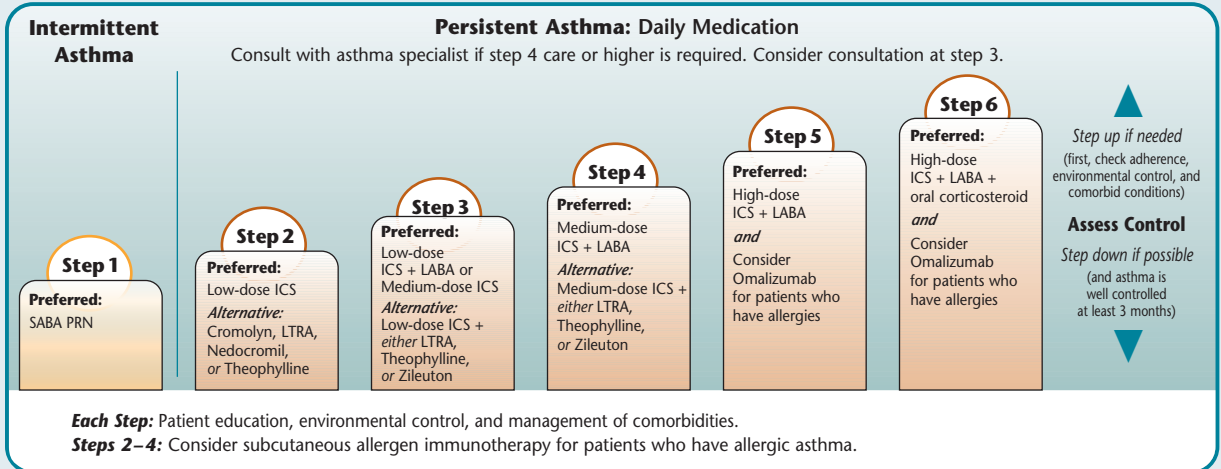 Intermittent
Asthma
Persistent Asthma: Daily Medication
Consult with asthma specialist if step 4 care or higher is required. Consider consultation at step 3.
Step 1
Preferred:
SABA PRN
Step 2
Preferred:
Low-dose ICS
Alternative:
Cromolyn, LTRA,
Nedocromil,
or Theophylline
Step 3
Preferred:
Low-dose
ICS + LABA or
Medium-dose ICS
Alternative:
Low-dose ICS +
either LTRA,
Theophylline,
or Zileuton
Step 4
Preferred:
Medium-dose
ICS + LABA
Alternative:
Medium-dose ICS +
either LTRA,
Theophylline,
or Zileuton
Step 5
Preferred:
High-dose
ICS + LABA
and
Consider
Omalizumab
for patients who
have allergies
Step 6
Preferred:
High-dose
ICS + LABA +
oral corticosteroid
and
Consider
Omalizumab
for patients who
have allergies
Step up if needed
(first, check adherence,
environmental control, and
comorbid conditions)
Assess Control
Step down if possible
(and asthma is
well controlled
at least 3 months)
Each Step: Patient education, environmental control, and management of comorbidities.
Steps 2–4: Consider subcutaneous allergen immunotherapy for patients who have allergic asthma.